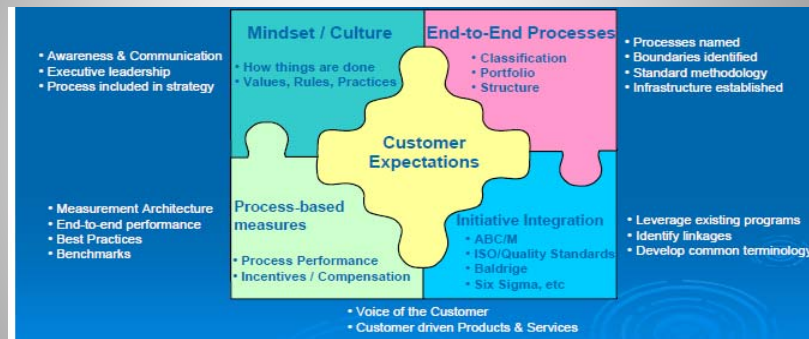 Mindset / Culture
• How things are done
• Values, Rules, Practices
End-to-End Processes
• Classification
• Portfolio
• Structure
• Awareness & Communication
• Executive leadership
• Process included in strategy
• Processes named
• Boundaries identified
• Standard methodology
• Infrastructure established
Customer
Expectations
Process-based
measures
• Process Performance
• Incentives / Compensation
Initiative Integration
• ABC/M
• ISO/Quality Standards
• Baldrige
• Six Sigma, etc
• Measurement Architecture
• End-to-end performance
• Best Practices
• Benchmarks
• Leverage existing programs
• Identify linkages
• Develop common terminology
• Voice of the Customer
• Customer driven Products & Services